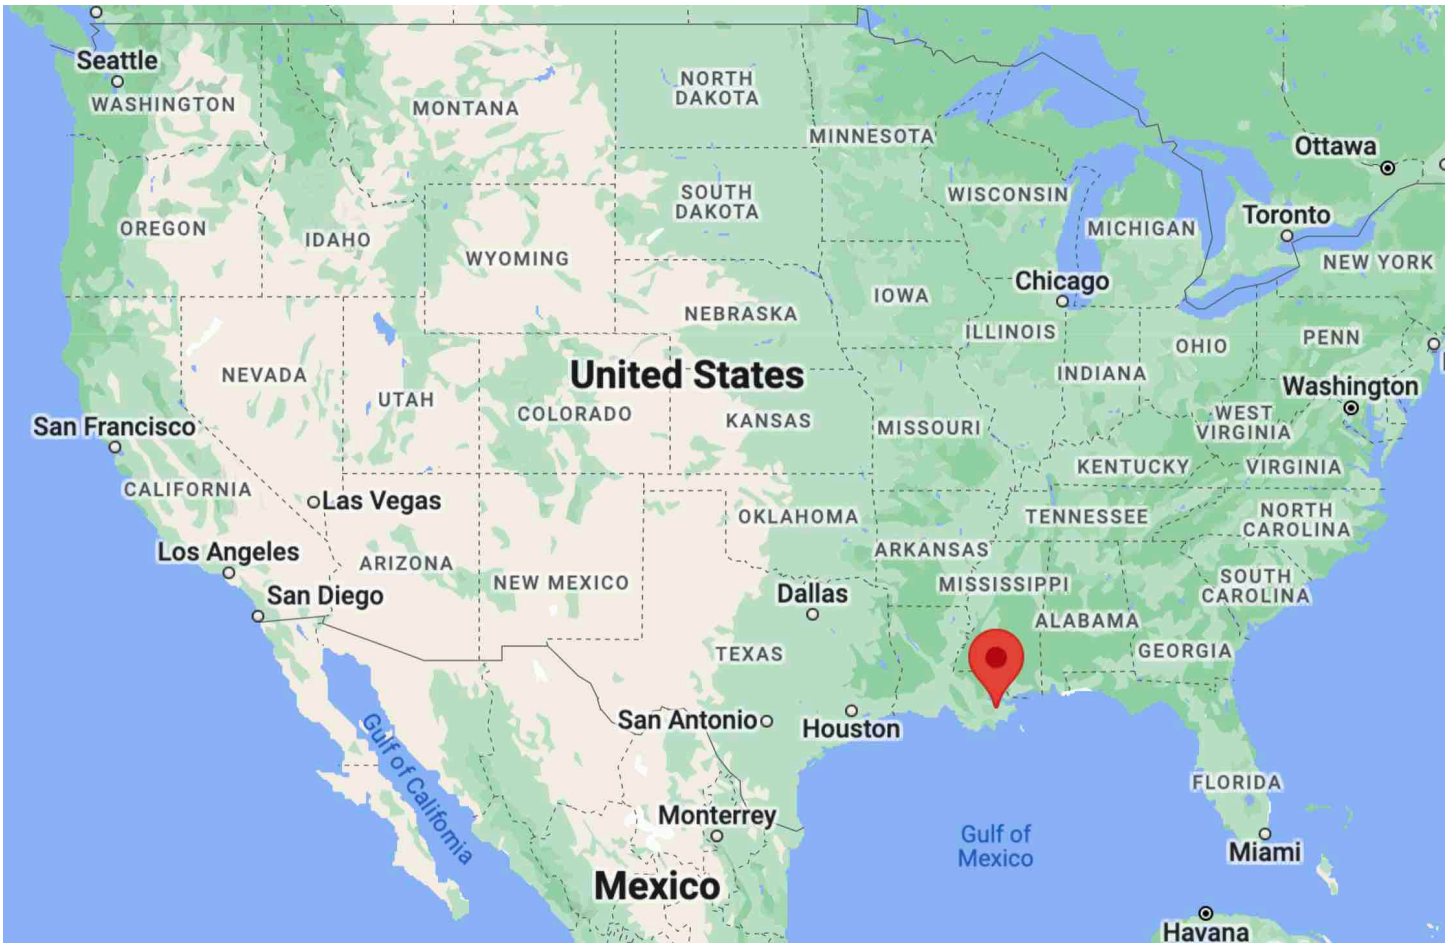 Seattle
WASHINGTON
MONTANA
NORTH
DAKOTA
MINNESOTA
Ottawa
OREGON
IDAHO
WYOMING
SOUTH
DAKOTA
WISCONSIN
MICHIGAN
Toronto
NEW YORK
NEBRASKA
IOWA
Chicago
ILLINOIS
OHIO
PENN
NEVADA
UTAH
United States
COLORADO
KANSAS
MISSOURI
INDIANA
Washington
WEST
VIRGINIA
San Francisco
CALIFORNIA
Las Vegas
KENTUCKY
VIRGINIA
OKLAHOMA
TENNESSEE
NORTH
CAROLINA
Los Angeles
ARIZONA
NEW MEXICO
ARKANSAS
San Diego
Dallas
MISSISSIPPI
SOUTH
CAROLINA
ALABAMA
TEXAS
GEORGIA
San Antonio
Houston
Gulf of California
FLORIDA
Monterrey
Gulf of
Mexico
Miami
Mexico
Havana